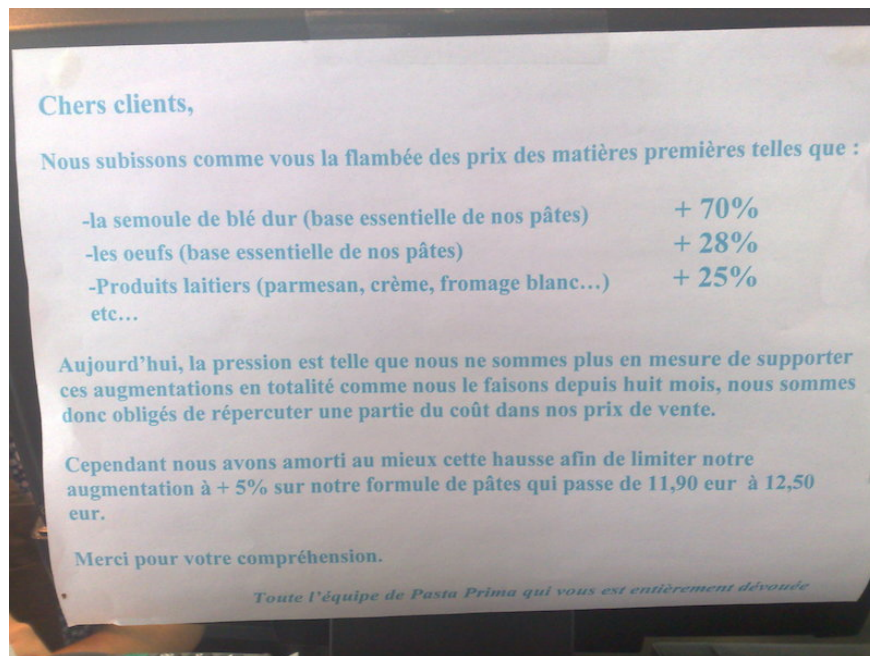 Chers clients,
Nous subissons comme vous la flambée des prix des matières premières telles que :
-la semoule de blé dur (base essentielle de nos pâtes) + 70%
-les oeufs (base essentielle de nos pâtes) + 28%
-Produits laitiers (parmesan, crème, fromage blanc…) + 25%
etc…
Aujourd’hui, la pression est telle que nous ne sommes plus en mesure de supporter
ces augmentations en totalité comme nous le faisons depuis huit mois, nous sommes
donc obligés de répercuter une partie du coût dans nos prix de vente.
Cependant nous avons amorti au mieux cette hausse afin de limiter notre
augmentation à + 5% sur notre formule de pâtes qui passe de 11,90 eur à 12,50
eur.
Merci pour votre compréhension.
Toute l’équipe de Pasta Prima qui vous est entièrement dévouée